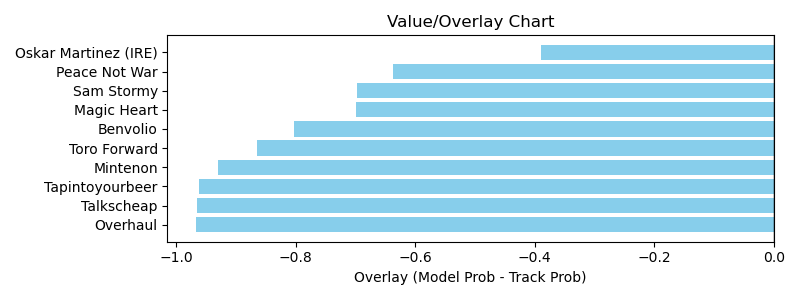 Value/Overlay Chart
Oskar Martinez (IRE)
Peace Not War
Sam Stormy
Magic Heart
Benvolio
Toro Forward
Mintenon
Tapintoyourbeer
Talkscheap
Overhaul
−1.0 −0.8 −0.6 −0.4 −0.2 0.0
Overlay (Model Prob - Track Prob)